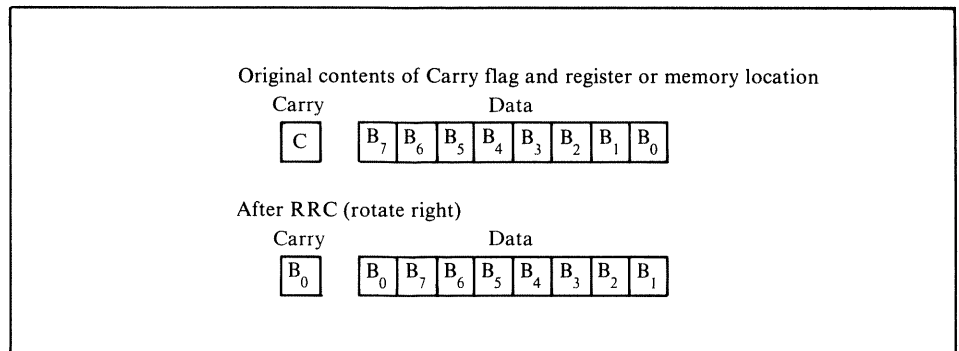 Original contents of Carry flag and register or memory location
Carry Data
C B₇ B₆ B₅ B₄ B₃ B₂ B₁ B₀
After RRC (rotate right)
Carry Data
B₀ B₀ B₇ B₆ B₅ B₄ B₃ B₂ B₁